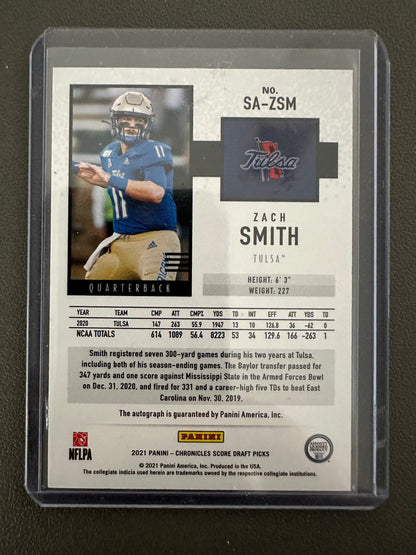 NO.
SA-ZSM
11
Tulsa
ZACH
SMITH
TULSA™
QUARTERBACK
HEIGHT: 6' 3"
WEIGHT: 227
YEAR TEAM CMP ATT CMP% YDS TD INT EFF ATT YDS TD
2020 TULSA 147 263 55.9 1947 13 10 126.8 36 -62 0
NCAA TOTALS 614 1089 56.4 8223 53 34 129.6 166 -263 1
Smith registered seven 300-yard games during his two years at Tulsa,
including both of his season-ending games. The Baylor transfer passed for
347 yards and one score against Mississippi State in the Armed Forces Bowl
on Dec. 31, 2020, and fired for 331 and a career-high five TDs to beat East
Carolina on Nov. 30, 2019.
The autograph is guaranteed by Panini America, Inc.
NFLPA
PANINI
2021 PANINI – CHRONICLES SCORE DRAFT PICKS
© 2021 Panini America, Inc. Produced in the USA.
The collegiate indicia used herein are trademarks owned by the respective collegiate institutions.